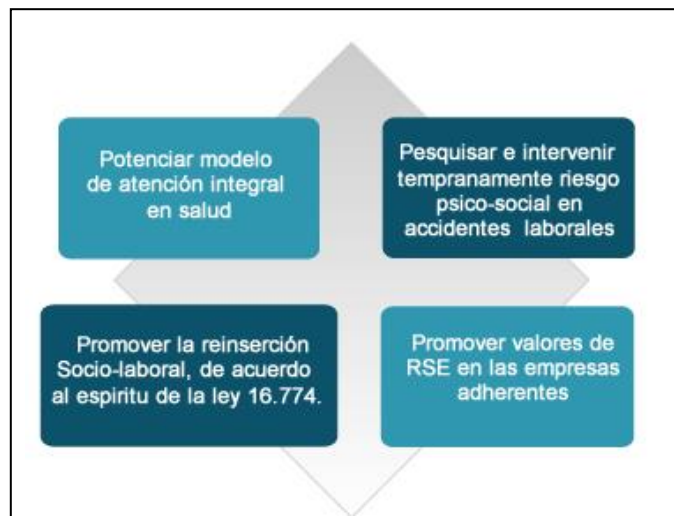 Potenciar modelo
de atención integral
en salud
Pesquisar e intervenir
tempranamente riesgo
psico-social en
accidentes laborales
Promover la reinserción
Socio-laboral, de acuerdo
al espiritu de la ley 16.774.
Promover valores de
RSE en las empresas
adherentes